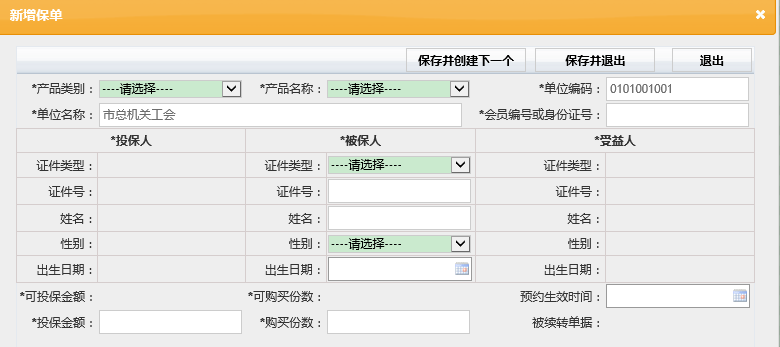 新增保单
保存并创建下一个 保存并退出 退出
*产品类别： ----请选择---- *产品名称： ----请选择---- *单位编码： 0101001001
*单位名称： 市总机关工会 *会员编号或身份证号：
*投保人 *被保人 *受益人
证件类型： 证件类型： ----请选择---- 证件类型：
证件号： 证件号： 证件号：
姓名： 姓名： 姓名：
性别： 性别： ----请选择---- 性别：
出生日期： 出生日期： 出生日期：
*可投保金额： *可购买份数： 预约生效时间：
*投保金额： *购买份数： 被续转单据：